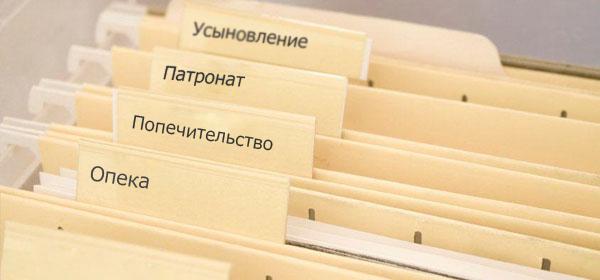 Усыновление
Патронат
Попечительство
Опека